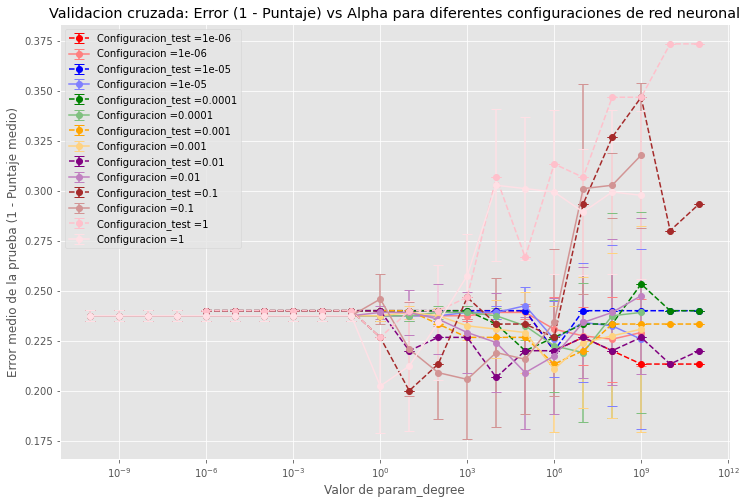 Validacion cruzada: Error (1 - Puntaje) vs Alpha para diferentes configuraciones de red neuronal
Configuracion_test =1e-06
Configuracion =1e-06
Configuracion_test =1e-05
Configuracion =1e-05
Configuracion_test =0.0001
Configuracion =0.0001
Configuracion_test =0.001
Configuracion =0.001
Configuracion_test =0.01
Configuracion =0.01
Configuracion_test =0.1
Configuracion =0.1
Configuracion_test =1
Configuracion =1
Error medio de la prueba (1 - Puntaje medio)
0.375
0.350
0.325
0.300
0.275
0.250
0.225
0.200
0.175
10⁻⁹ 10⁻⁶ 10⁻³ 10⁰ 10³ 10⁶ 10⁹ 10¹²
Valor de param_degree